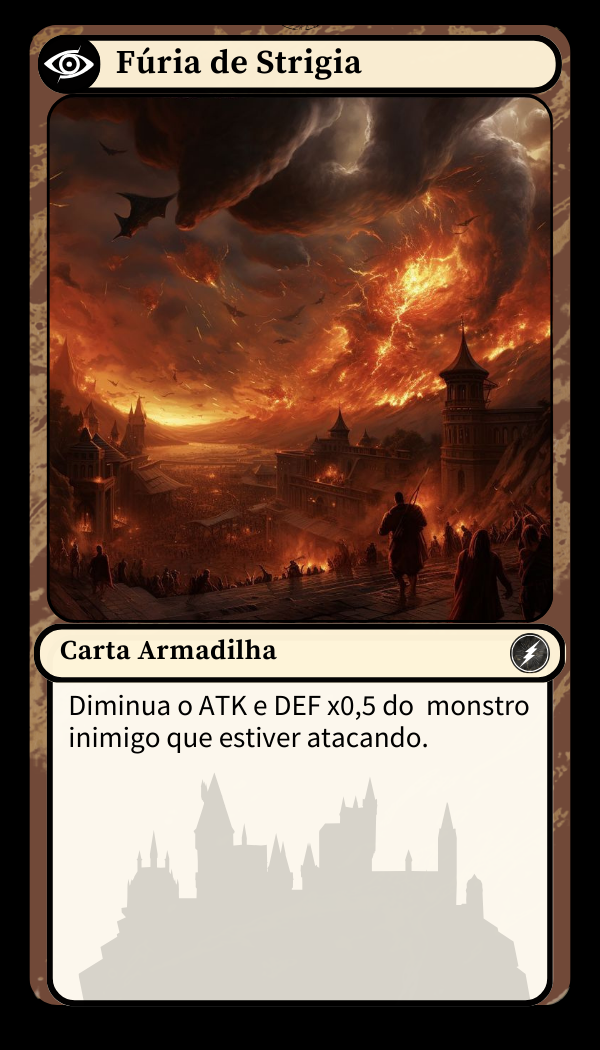 Fúria de Strigia
Carta Armadilha
Diminua o ATK e DEF x0,5 do  monstro
inimigo que estiver atacando.